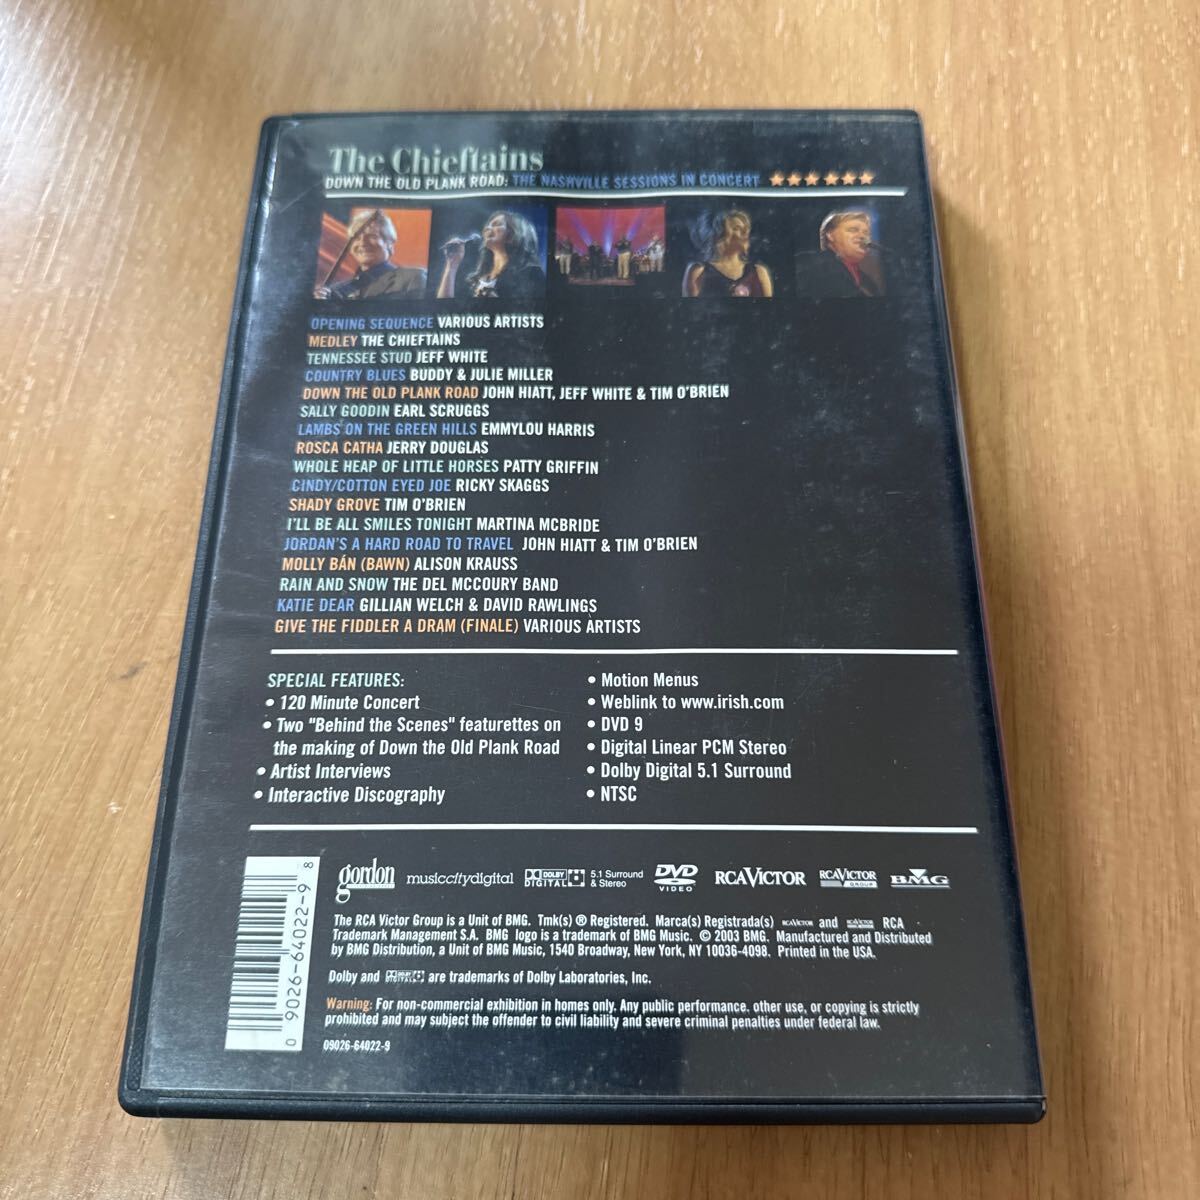 The Chieftains
DOWN THE OLD PLANK ROAD: THE NASHVILLE SESSIONS IN CONCERT
OPENING SEQUENCE VARIOUS ARTISTS
MEDLEY THE CHIEFTAINS
TENNESSEE STUD JEFF WHITE
COUNTRY BLUES BUDDY & JULIE MILLER
DOWN THE OLD PLANK ROAD JOHN HIATT, JEFF WHITE & TIM O'BRIEN
SALLY GOODIN EARL SCRUGGS
LAMBS ON THE GREEN HILLS EMMYLOU HARRIS
ROSCA CATHA JERRY DOUGLAS
WHOLE HEAP OF LITTLE HORSES PATTY GRIFFIN
CINDY/COTTON EYED JOE RICKY SKAGGS
SHADY GROVE TIM O'BRIEN
I'LL BE ALL SMILES TONIGHT MARTINA MCBRIDE
JORDAN'S A HARD ROAD TO TRAVEL JOHN HIATT & TIM O'BRIEN
MOLLY BÁN (BAWN) ALISON KRAUSS
RAIN AND SNOW THE DEL MCCOURY BAND
KATIE DEAR GILLIAN WELCH & DAVID RAWLINGS
GIVE THE FIDDLER A DRAM (FINALE) VARIOUS ARTISTS
SPECIAL FEATURES:
• 120 Minute Concert
• Two "Behind the Scenes" featurettes on
the making of Down the Old Plank Road
• Artist Interviews
• Interactive Discography
• Motion Menus
• Weblink to www.irish.com
• DVD 9
• Digital Linear PCM Stereo
• Dolby Digital 5.1 Surround
• NTSC
0 9026-64022-9 8
gordon
musiccitydigital
DOLBY
DIGITAL
5.1 Surround
& Stereo
DVD
VIDEO
RCAVICTOR
RCAVICTOR
GROUP
BMG
The RCA Victor Group is a Unit of BMG. Tmk(s) ® Registered. Marca(s) Registrada(s) RCAVICTOR and RCAVICTOR RCA
Trademark Management S.A. BMG logo is a trademark of BMG Music. © 2003 BMG. Manufactured and Distributed
by BMG Distribution, a Unit of BMG Music, 1540 Broadway, New York, NY 10036-4098. Printed in the USA.
Dolby and are trademarks of Dolby Laboratories, Inc.
Warning: For non-commercial exhibition in homes only. Any public performance. other use, or copying is strictly
prohibited and may subject the offender to civil liability and severe criminal penalties under federal law.
09026-64022-9